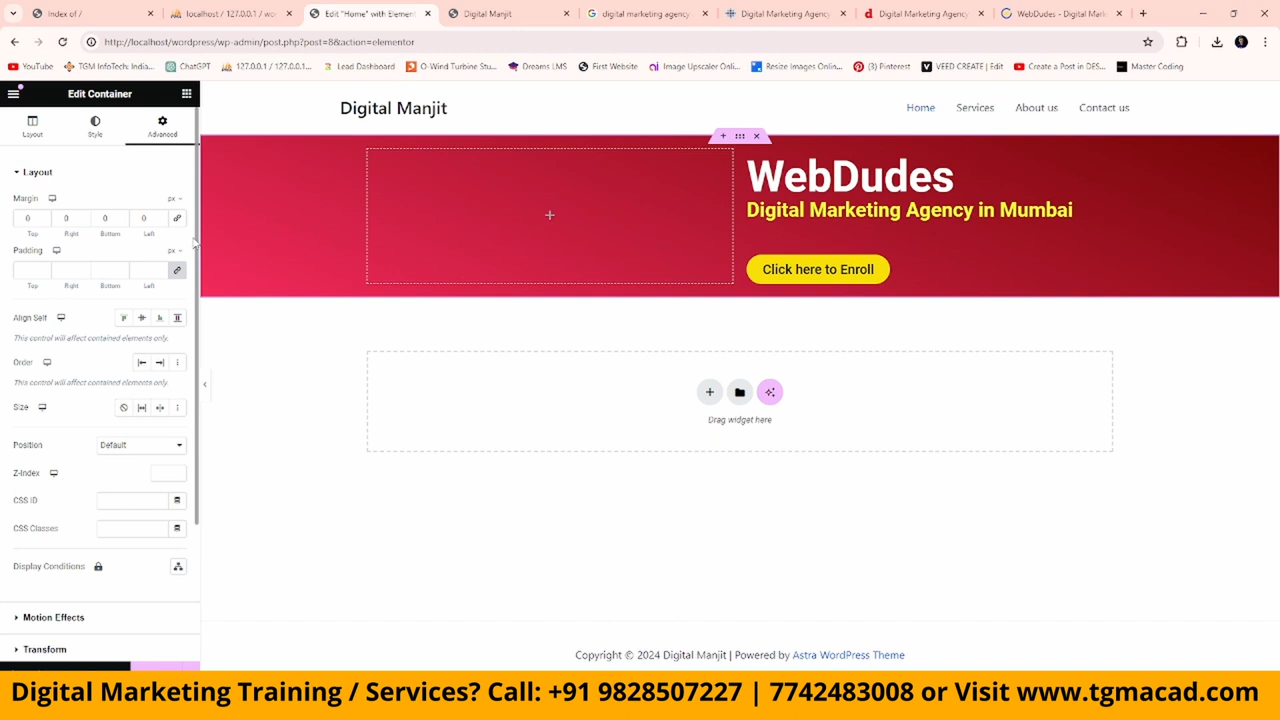 Index of /
localhost / 127.0.0.1 / wor
Edit "Home" with Element
Digital Manjit
digital marketing agency
Digital Marketing Agency
Digital Marketing Agency
WebDudes - Digital Mark
http://localhost/wordpress/wp-admin/post.php?post=8&action=elementor
YouTube
TGM InfoTech: India...
ChatGPT
127.0.0.1 / 127.0.0.1...
Lead Dashboard
O-Wind Turbine Stu...
Dreams LMS
First Website
Image Upscaler Onli...
Resize Images Onlin...
(3) Pinterest
VEED CREATE | Edit
Create a Post in DES...
Master Coding
Edit Container
Layout
Style
Advanced
Layout
Margin
px
0 0 0 0
Top Right Bottom Left
Padding
px
Top Right Bottom Left
Align Self
This control will affect contained elements only.
Order
This control will affect contained elements only.
Size
Position
Default
Z-Index
CSS ID
CSS Classes
Display Conditions
Motion Effects
Transform
Digital Manjit
Home
Services
About us
Contact us
WebDudes
Digital Marketing Agency in Mumbai
Click here to Enroll
Drag widget here
Copyright © 2024 Digital Manjit | Powered by Astra WordPress Theme
Digital Marketing Training / Services? Call: +91 9828507227 | 7742483008 or Visit www.tgmacad.com